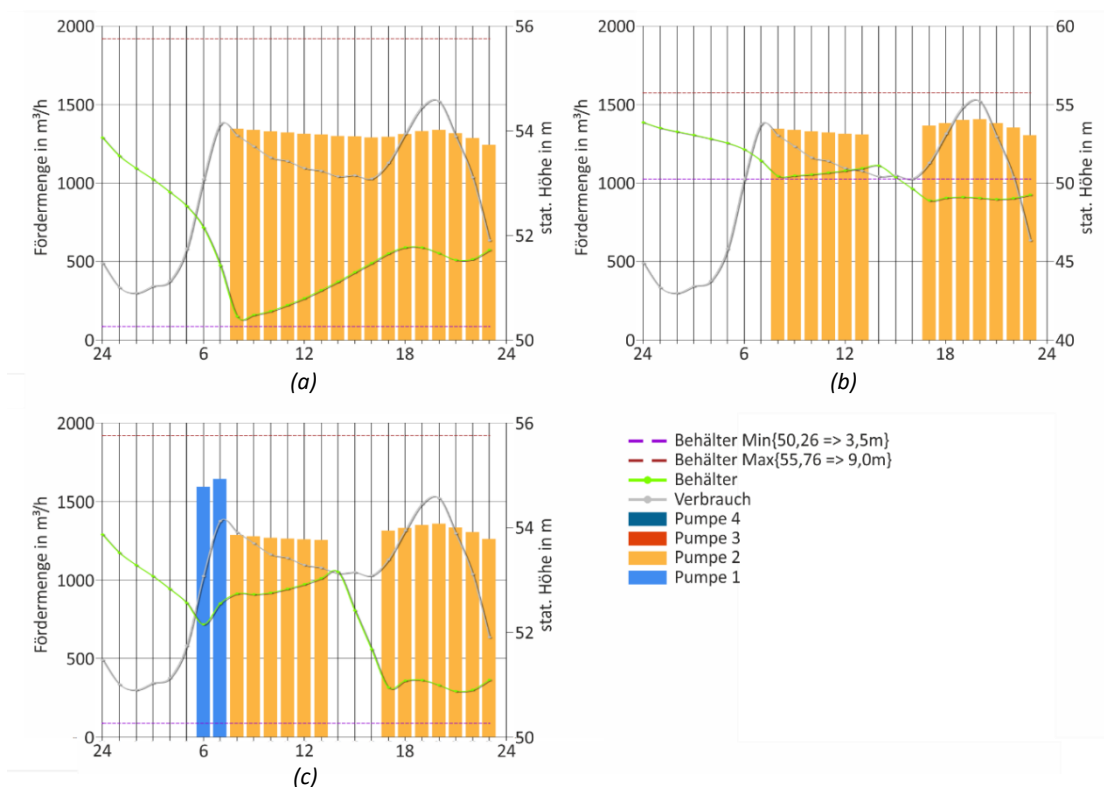 2000
1500
1000
500
0
Fördermenge in m³/h
56
54
52
50
stat. Höhe in m
24 6 12 18 24
(a)
2000
1500
1000
500
0
Fördermenge in m³/h
60
55
50
45
40
stat. Höhe in m
24 6 12 18 24
(b)
2000
1500
1000
500
0
Fördermenge in m³/h
56
54
52
50
stat. Höhe in m
24 6 12 18 24
(c)
Behälter Min{50,26 => 3,5m}
Behälter Max{55,76 => 9,0m}
Behälter
Verbrauch
Pumpe 4
Pumpe 3
Pumpe 2
Pumpe 1